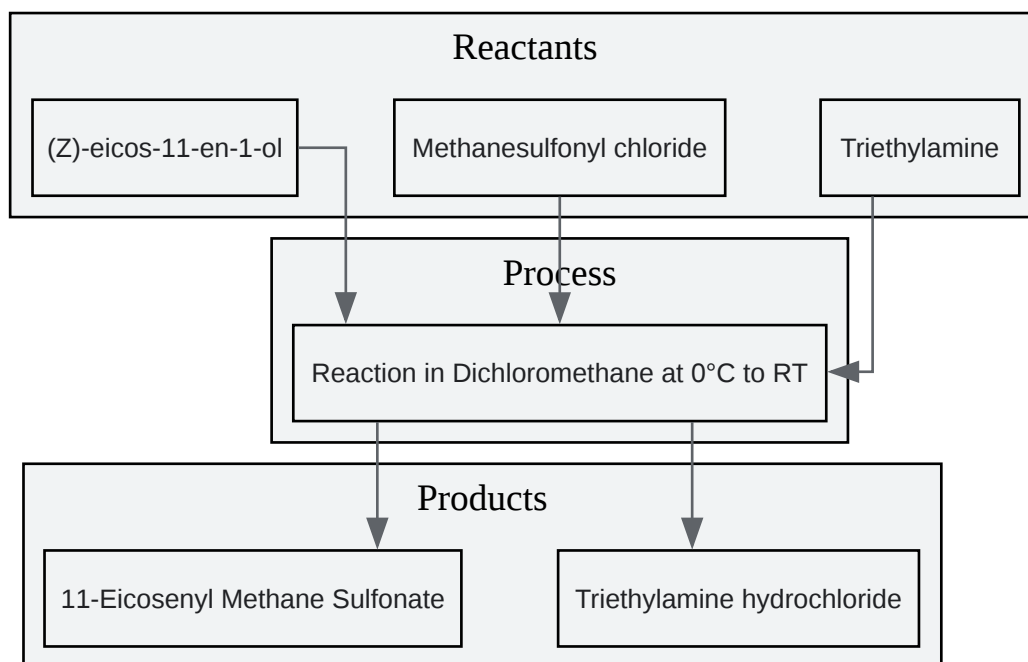 Reactants
(Z)-eicos-11-en-1-ol
Methanesulfonyl chloride
Triethylamine
Process
Reaction in Dichloromethane at 0°C to RT
Products
11-Eicosenyl Methane Sulfonate
Triethylamine hydrochloride